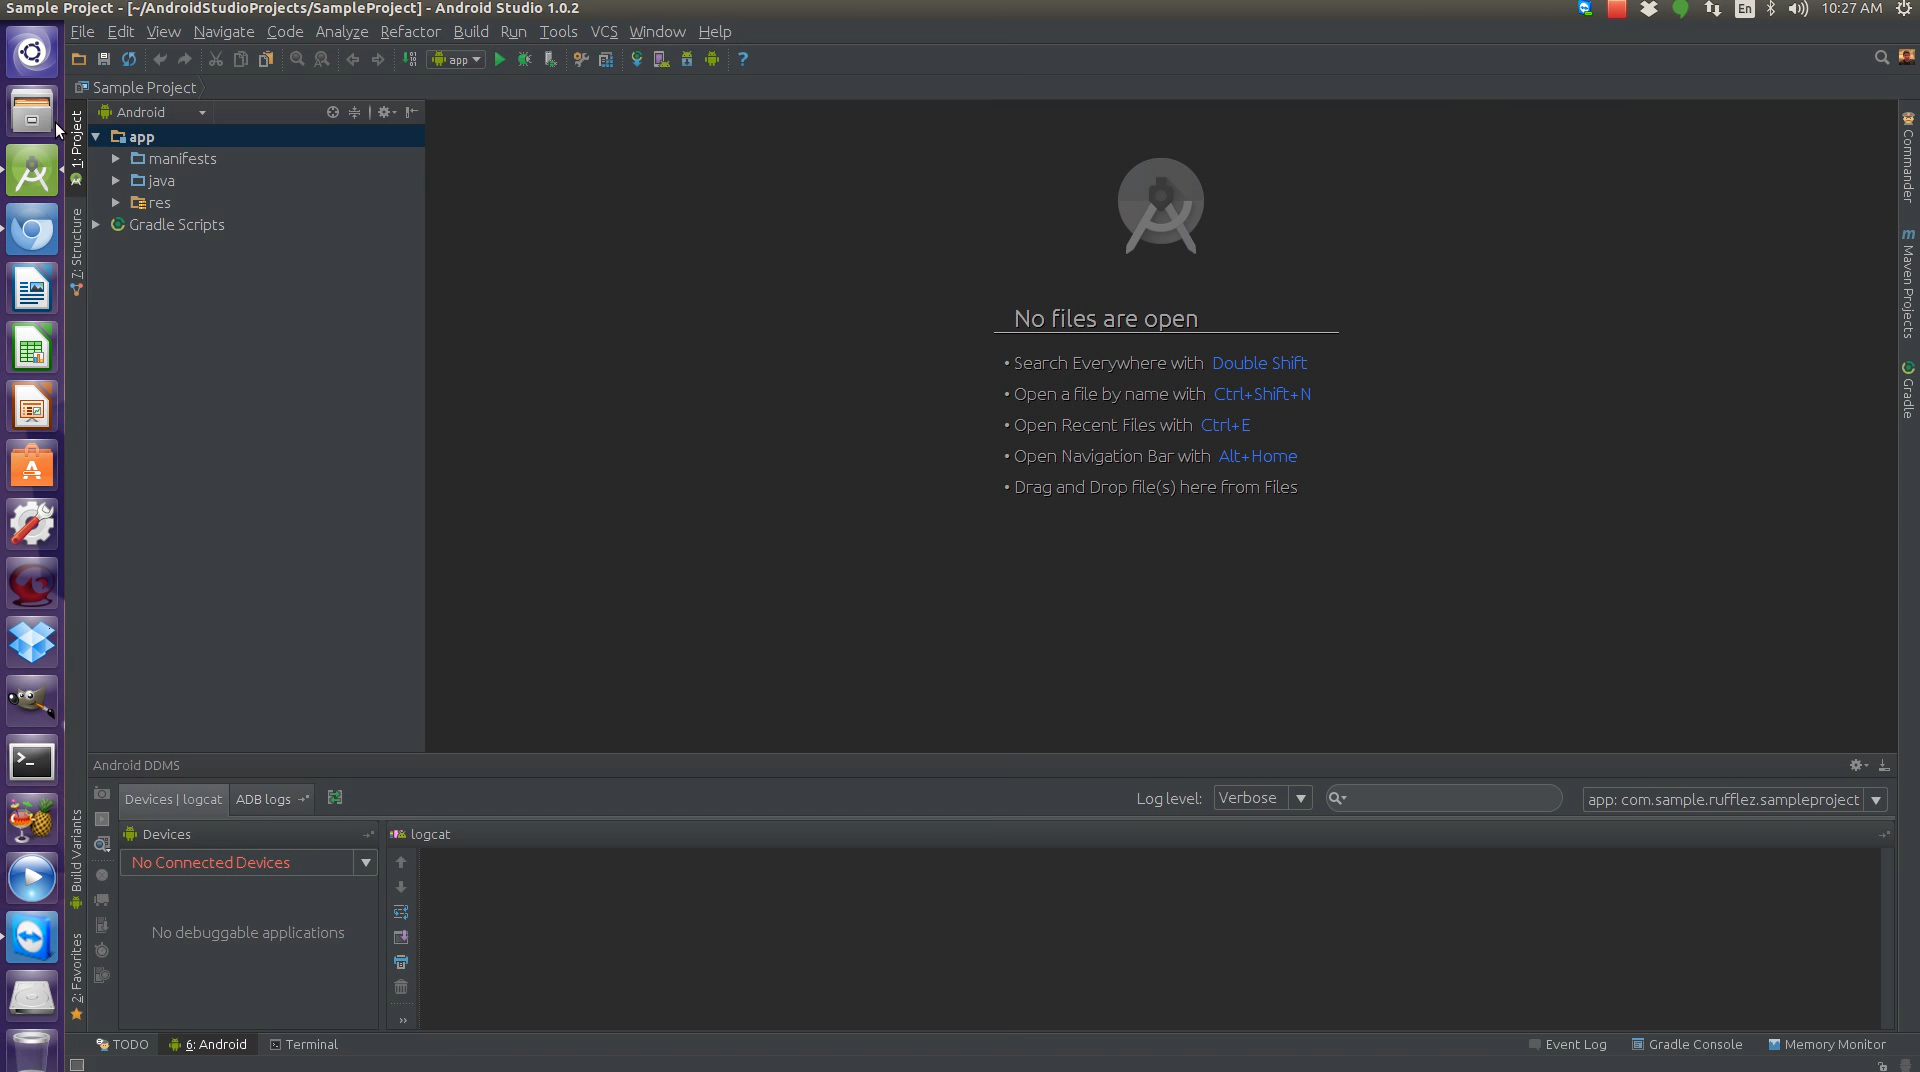 Sample Project - [~/AndroidStudioProjects/SampleProject] - Android Studio 1.0.2
En
10:27 AM
File Edit View Navigate Code Analyze Refactor Build Run Tools VCS Window Help
app
Sample Project
Android
1: Project
app
manifests
java
res
Gradle Scripts
7: Structure
Commander
Maven Projects
Gradle
No files are open
• Search Everywhere with Double Shift
• Open a file by name with Ctrl+Shift+N
• Open Recent Files with Ctrl+E
• Open Navigation Bar with Alt+Home
• Drag and Drop file(s) here from Files
Android DDMS
Devices | logcat
ADB logs
Log level:
Verbose
app: com.sample.rufflez.sampleproject
Devices
logcat
No Connected Devices
No debuggable applications
Build Variants
2: Favorites
TODO
6: Android
Terminal
Event Log
Gradle Console
Memory Monitor